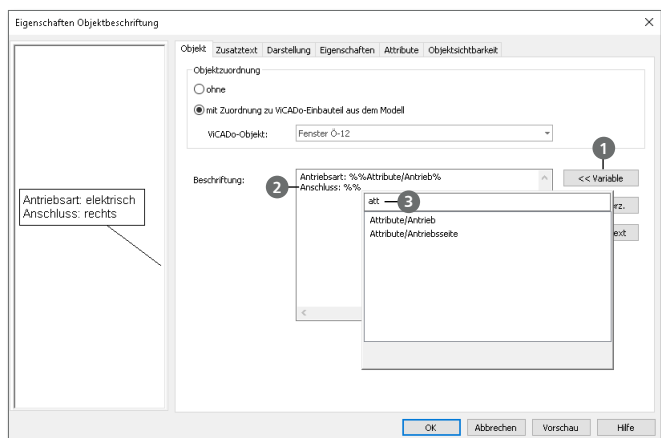 Eigenschaften Objektbeschriftung
Antriebsart: elektrisch
Anschluss: rechts
Objekt Zusatztext Darstellung Eigenschaften Attribute Objektsichtbarkeit
Objektzuordnung
ohne
mit Zuordnung zu ViCADo-Einbauteil aus dem Modell
ViCADo-Objekt: Fenster Ö-12
1
Beschriftung: Antriebsart: %%Attribute/Antrieb% << Variable
2 Anschluss: %%
att 3 rz.
Attribute/Antrieb
Attribute/Antriebsseite ext
OK Abbrechen Vorschau Hilfe